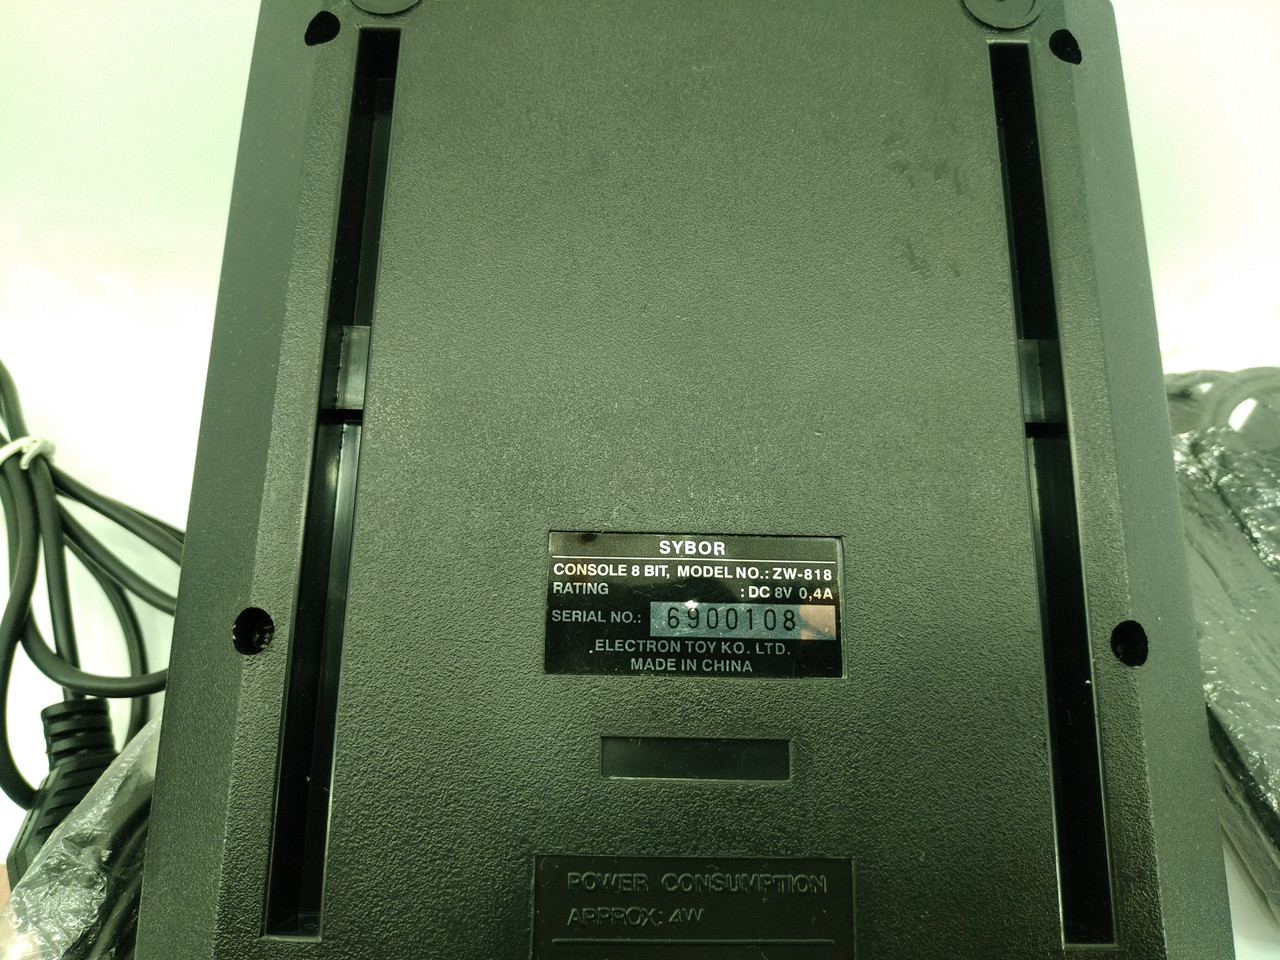 SYBOR
CONSOLE 8 BIT, MODEL NO.: ZW-818
RATING : DC 8V 0,4A
SERIAL NO.: 6900108
ELECTRON TOY KO. LTD.
MADE IN CHINA
POWER CONSUMPTION
APPROX: 4W